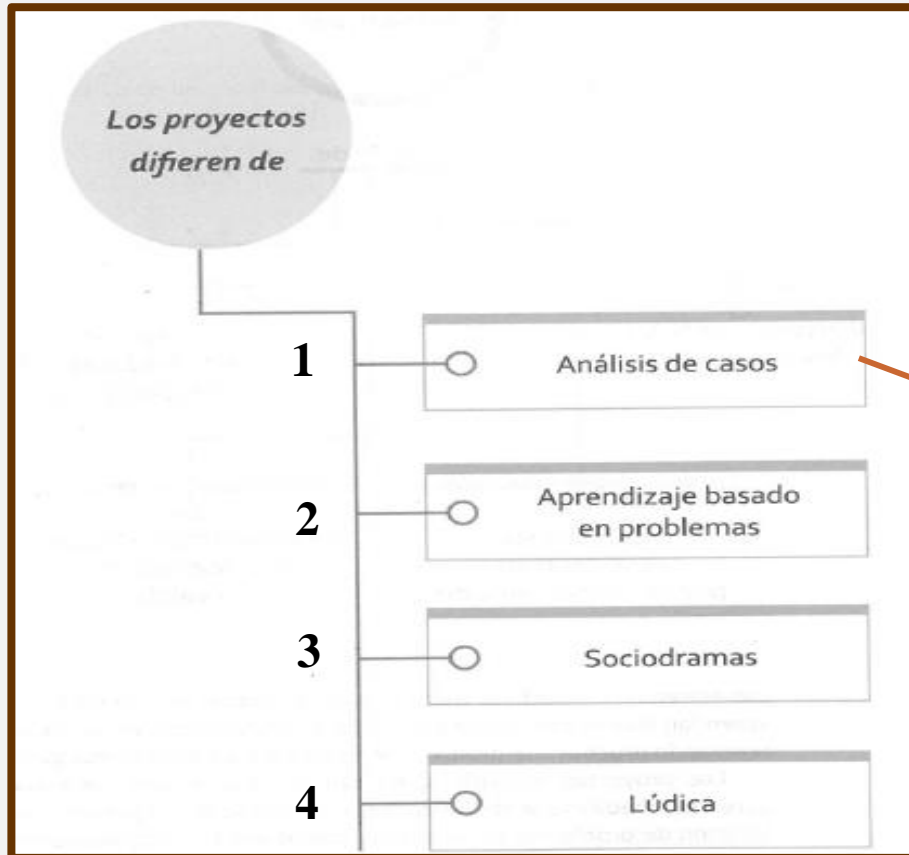 Los proyectos
difieren de
1
Análisis de casos
2
Aprendizaje basado
en problemas
3
Sociodramas
4
Lúdica